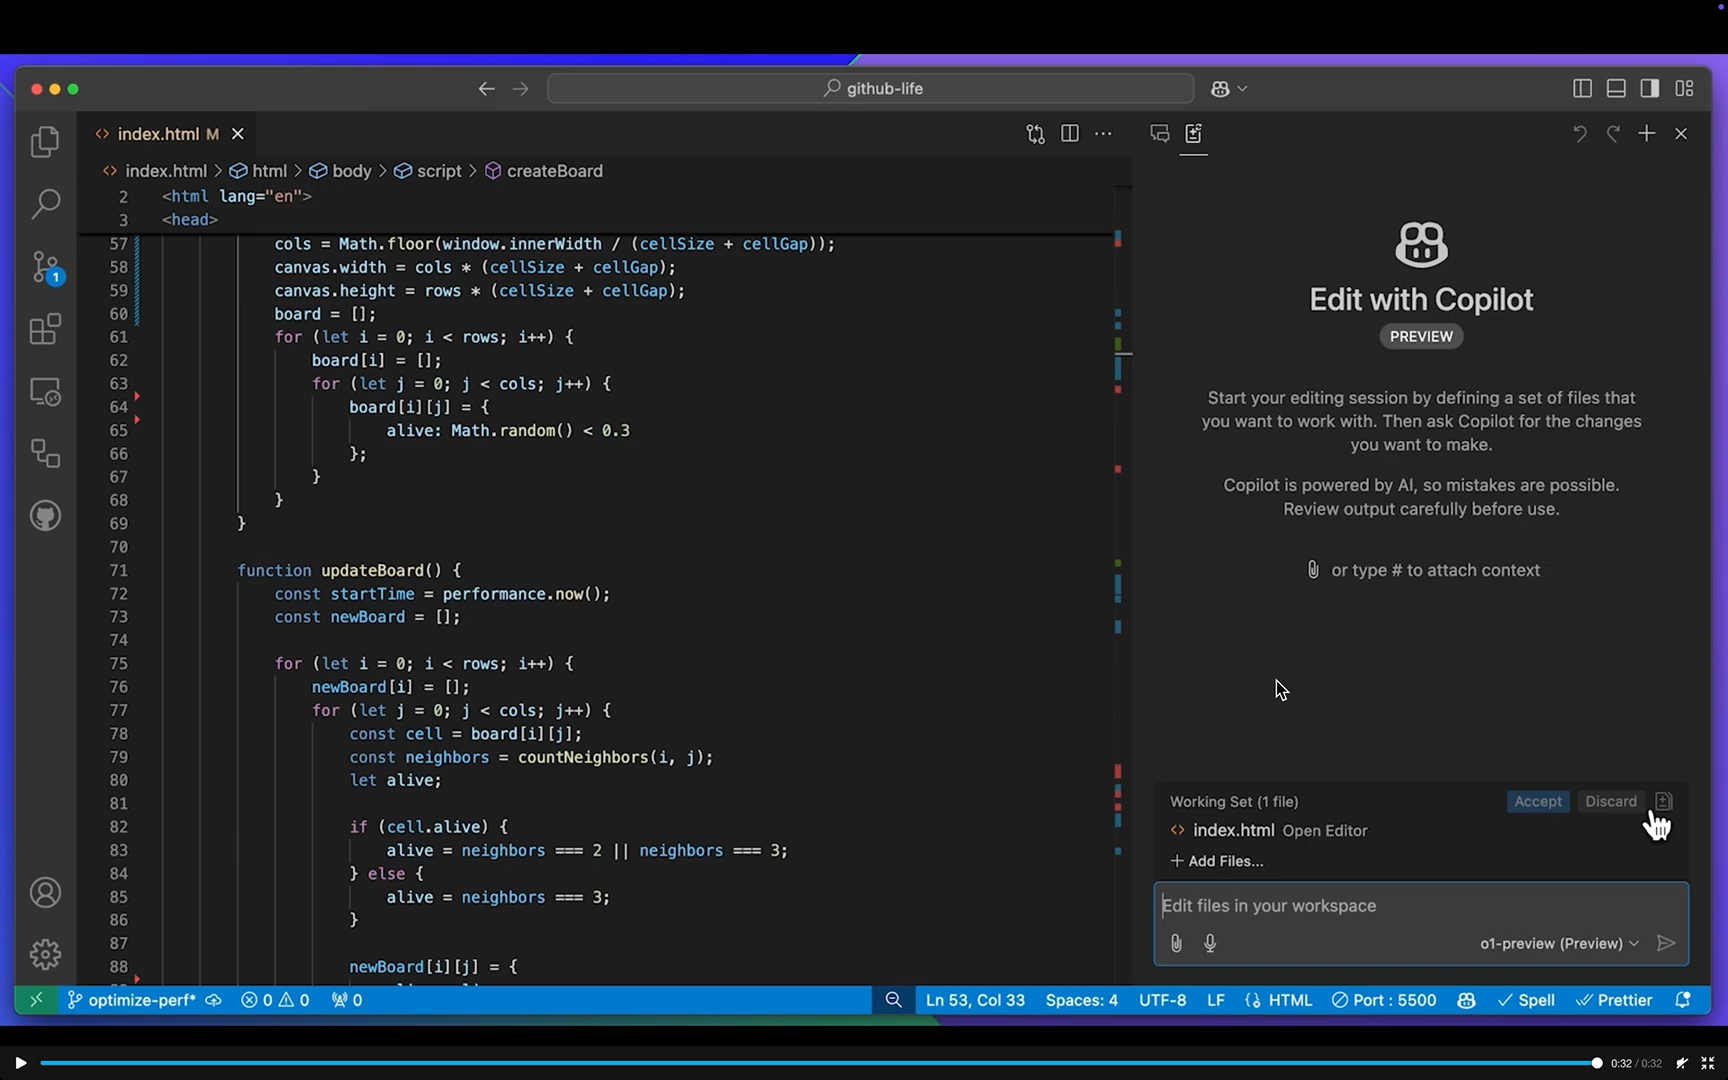 github-life
index.html M
index.html > html > body > script > createBoard
2 <html lang="en">
3 <head>
57 cols = Math.floor(window.innerWidth / (cellSize + cellGap));
58 canvas.width = cols * (cellSize + cellGap);
59 canvas.height = rows * (cellSize + cellGap);
60 board = [];
61 for (let i = 0; i < rows; i++) {
62 board[i] = [];
63 for (let j = 0; j < cols; j++) {
64 board[i][j] = {
65 alive: Math.random() < 0.3
66 };
67 }
68 }
69 }
70
71 function updateBoard() {
72 const startTime = performance.now();
73 const newBoard = [];
74
75 for (let i = 0; i < rows; i++) {
76 newBoard[i] = [];
77 for (let j = 0; j < cols; j++) {
78 const cell = board[i][j];
79 const neighbors = countNeighbors(i, j);
80 let alive;
81
82 if (cell.alive) {
83 alive = neighbors === 2 || neighbors === 3;
84 } else {
85 alive = neighbors === 3;
86 }
87
88 newBoard[i][j] = {
Edit with Copilot
PREVIEW
Start your editing session by defining a set of files that
you want to work with. Then ask Copilot for the changes
you want to make.
Copilot is powered by AI, so mistakes are possible.
Review output carefully before use.
or type # to attach context
Working Set (1 file) Accept Discard
index.html Open Editor
+ Add Files...
Edit files in your workspace
o1-preview (Preview)
1
optimize-perf* 0 0 0 Ln 53, Col 33 Spaces: 4 UTF-8 LF HTML Port : 5500 Spell Prettier
0:32 / 0:32